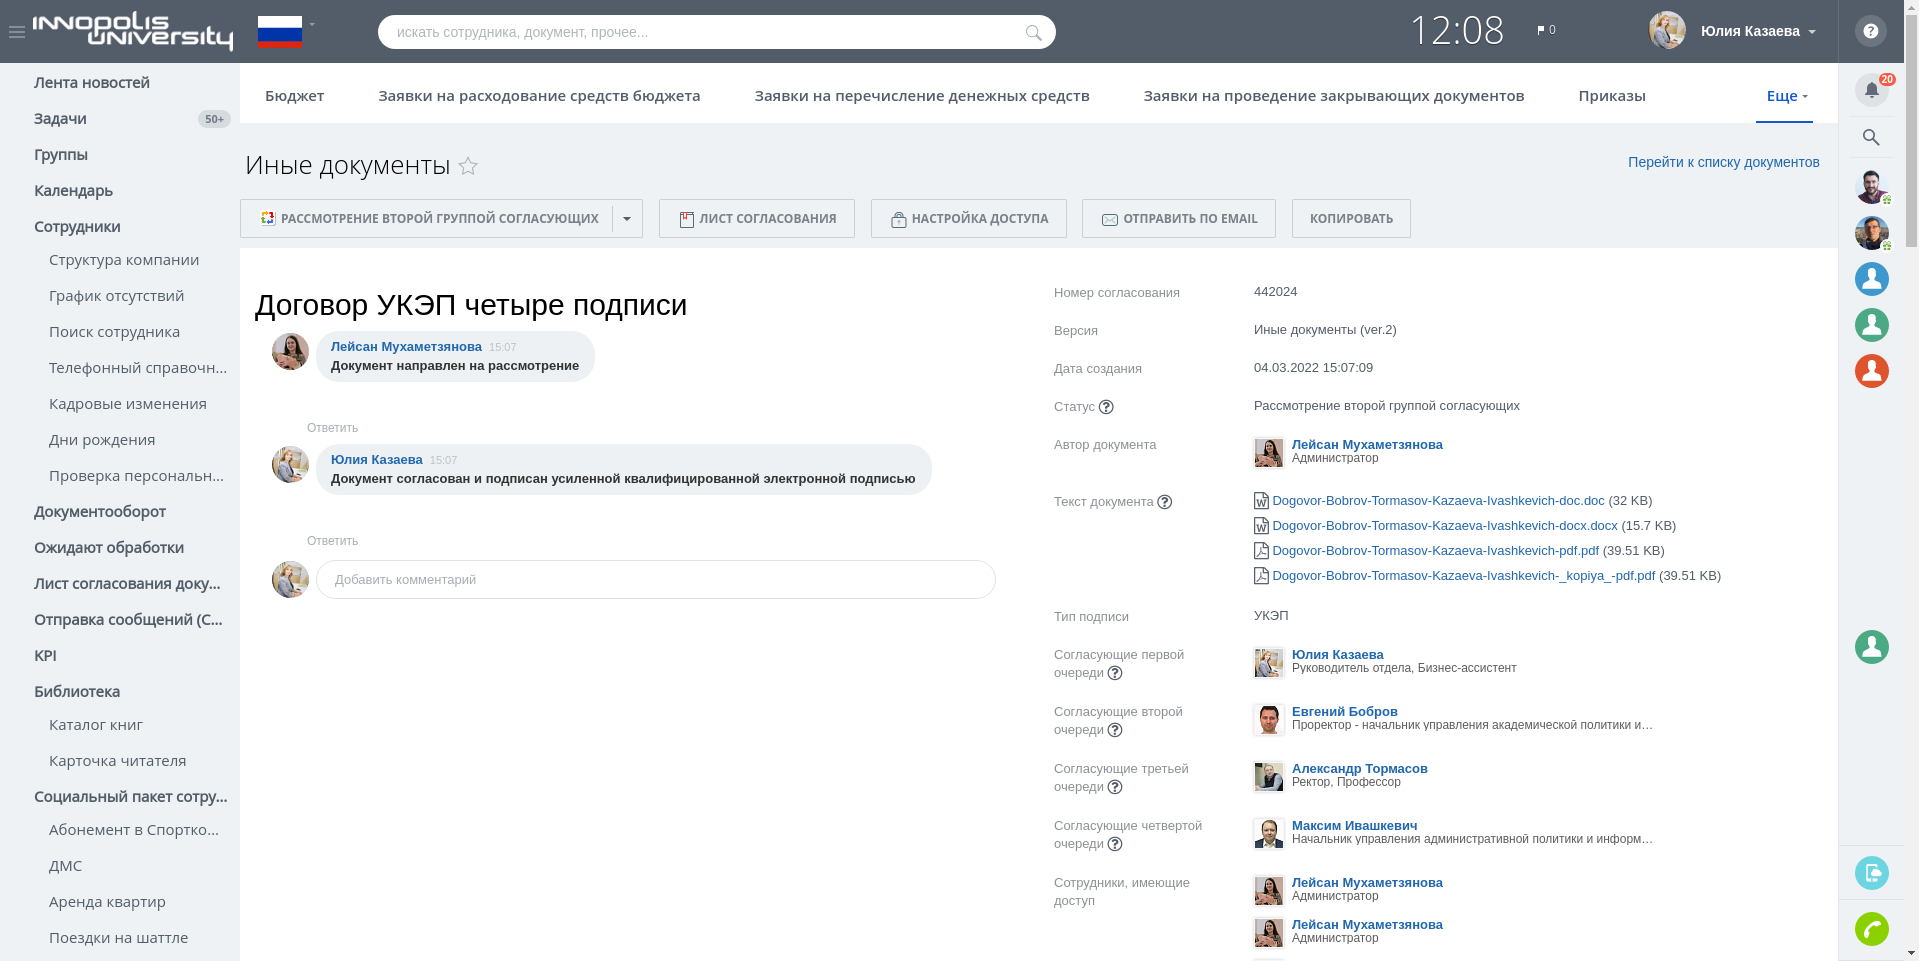 INNOPOLIS
UNIVERSITY
искать сотрудника, документ, прочее...
12:08
0
Юлия Казаева
?
Лента новостей
Задачи
50+
Группы
Календарь
Сотрудники
Структура компании
График отсутствий
Поиск сотрудника
Телефонный справочн...
Кадровые изменения
Дни рождения
Проверка персональн...
Документооборот
Ожидают обработки
Лист согласования доку...
Отправка сообщений (С...
KPI
Библиотека
Каталог книг
Карточка читателя
Социальный пакет сотру...
Абонемент в Спортко...
ДМС
Аренда квартир
Поездки на шаттле
Бюджет
Заявки на расходование средств бюджета
Заявки на перечисление денежных средств
Заявки на проведение закрывающих документов
Приказы
Еще
20
Иные документы
Перейти к списку документов
РАССМОТРЕНИЕ ВТОРОЙ ГРУППОЙ СОГЛАСУЮЩИХ
ЛИСТ СОГЛАСОВАНИЯ
НАСТРОЙКА ДОСТУПА
ОТПРАВИТЬ ПО EMAIL
КОПИРОВАТЬ
Договор УКЭП четыре подписи
Лейсан Мухаметзянова 15:07
Документ направлен на рассмотрение
Ответить
Юлия Казаева 15:07
Документ согласован и подписан усиленной квалифицированной электронной подписью
Ответить
Добавить комментарий
Номер согласования
442024
Версия
Иные документы (ver.2)
Дата создания
04.03.2022 15:07:09
Статус ?
Рассмотрение второй группой согласующих
Автор документа
Лейсан Мухаметзянова
Администратор
Текст документа ?
Dogovor-Bobrov-Tormasov-Kazaeva-Ivashkevich-doc.doc (32 KB)
Dogovor-Bobrov-Tormasov-Kazaeva-Ivashkevich-docx.docx (15.7 KB)
Dogovor-Bobrov-Tormasov-Kazaeva-Ivashkevich-pdf.pdf (39.51 KB)
Dogovor-Bobrov-Tormasov-Kazaeva-Ivashkevich-_kopiya_-pdf.pdf (39.51 KB)
Тип подписи
УКЭП
Согласующие первой
очереди ?
Юлия Казаева
Руководитель отдела, Бизнес-ассистент
Согласующие второй
очереди ?
Евгений Бобров
Проректор - начальник управления академической политики и…
Согласующие третьей
очереди ?
Александр Тормасов
Ректор, Профессор
Согласующие четвертой
очереди ?
Максим Ивашкевич
Начальник управления административной политики и информ…
Сотрудники, имеющие
доступ
Лейсан Мухаметзянова
Администратор
Лейсан Мухаметзянова
Администратор